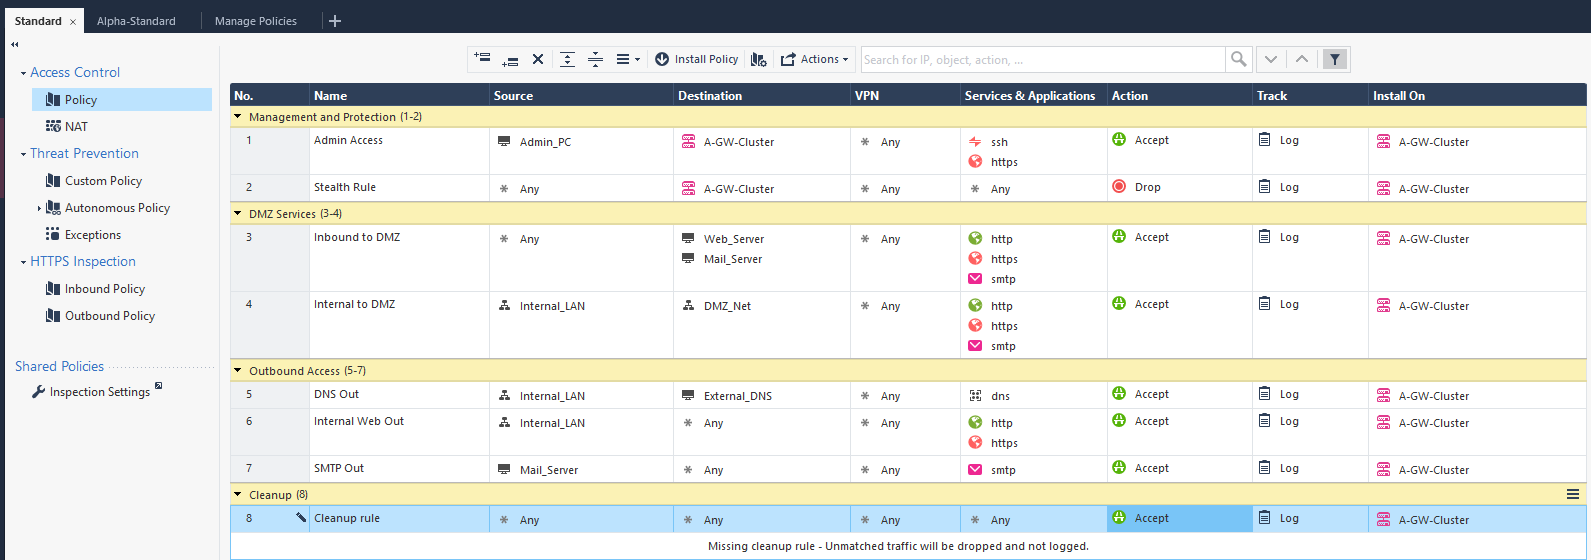 Standard × Alpha-Standard Manage Policies +
Install Policy Actions Search for IP, object, action, ...
Access Control
Policy
NAT
Threat Prevention
Custom Policy
Autonomous Policy
Exceptions
HTTPS Inspection
Inbound Policy
Outbound Policy
Shared Policies
Inspection Settings
No. Name Source Destination VPN Services & Applications Action Track Install On
Management and Protection (1-2)
1 Admin Access Admin_PC A-GW-Cluster * Any ssh Accept Log A-GW-Cluster
https
2 Stealth Rule * Any A-GW-Cluster * Any * Any Drop Log A-GW-Cluster
DMZ Services (3-4)
3 Inbound to DMZ * Any Web_Server * Any http Accept Log A-GW-Cluster
Mail_Server https
smtp
4 Internal to DMZ Internal_LAN DMZ_Net * Any http Accept Log A-GW-Cluster
https
smtp
Outbound Access (5-7)
5 DNS Out Internal_LAN External_DNS * Any dns Accept Log A-GW-Cluster
6 Internal Web Out Internal_LAN * Any * Any http Accept Log A-GW-Cluster
https
7 SMTP Out Mail_Server * Any * Any smtp Accept Log A-GW-Cluster
Cleanup (8)
8 Cleanup rule * Any * Any * Any * Any Accept Log A-GW-Cluster
Missing cleanup rule - Unmatched traffic will be dropped and not logged.